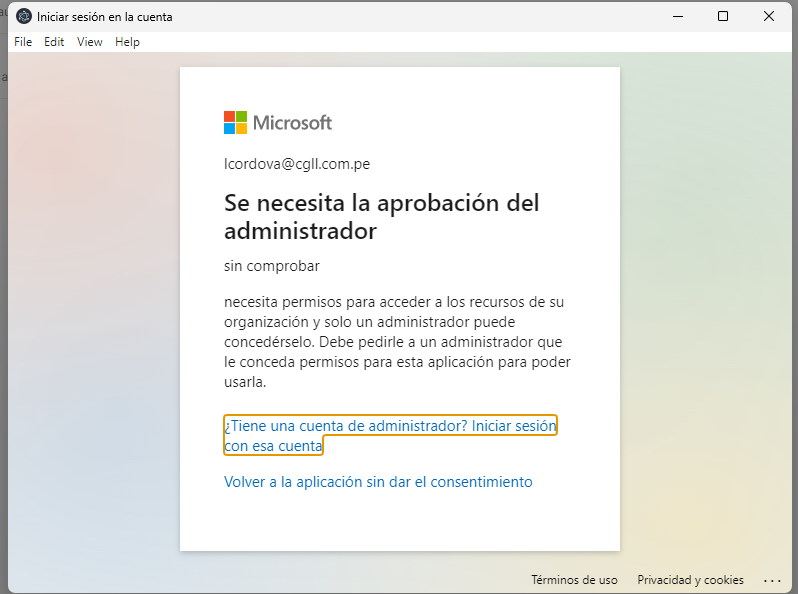 Iniciar sesión en la cuenta
File Edit View Help
Microsoft
lcordova@cgll.com.pe
Se necesita la aprobación del
administrador
sin comprobar
necesita permisos para acceder a los recursos de su
organización y solo un administrador puede
concedérselo. Debe pedirle a un administrador que
le conceda permisos para esta aplicación para poder
usarla.
¿Tiene una cuenta de administrador? Iniciar sesión
con esa cuenta
Volver a la aplicación sin dar el consentimiento
Términos de uso Privacidad y cookies ...